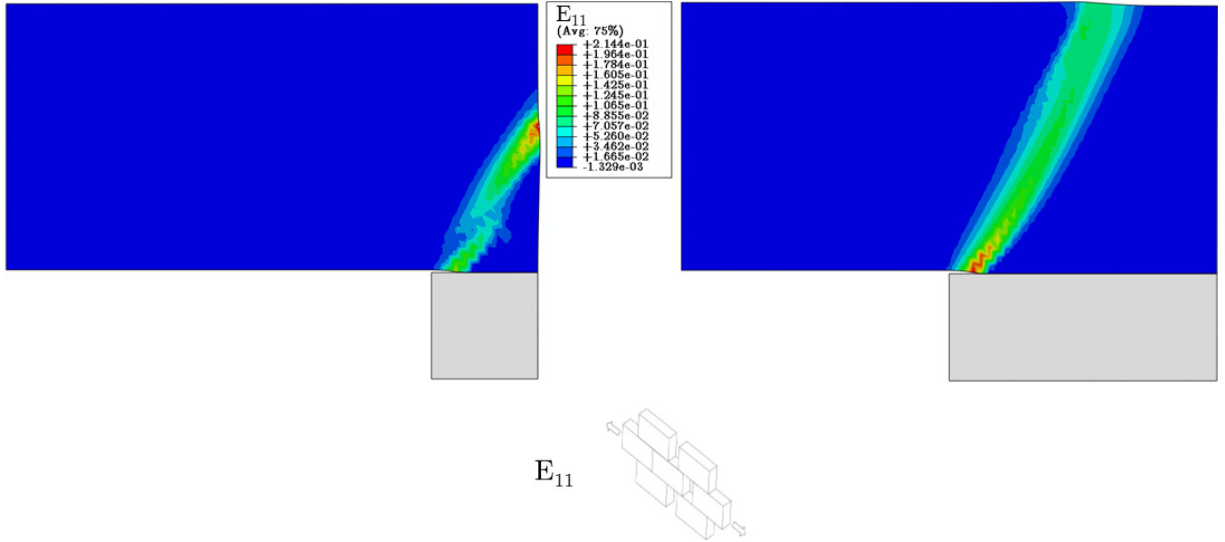 E₁₁
(Avg: 75%)
+2.144e-01
+1.964e-01
+1.784e-01
+1.605e-01
+1.425e-01
+1.245e-01
+1.065e-01
+8.855e-02
+7.057e-02
+5.260e-02
+3.462e-02
+1.665e-02
-1.329e-03
E₁₁